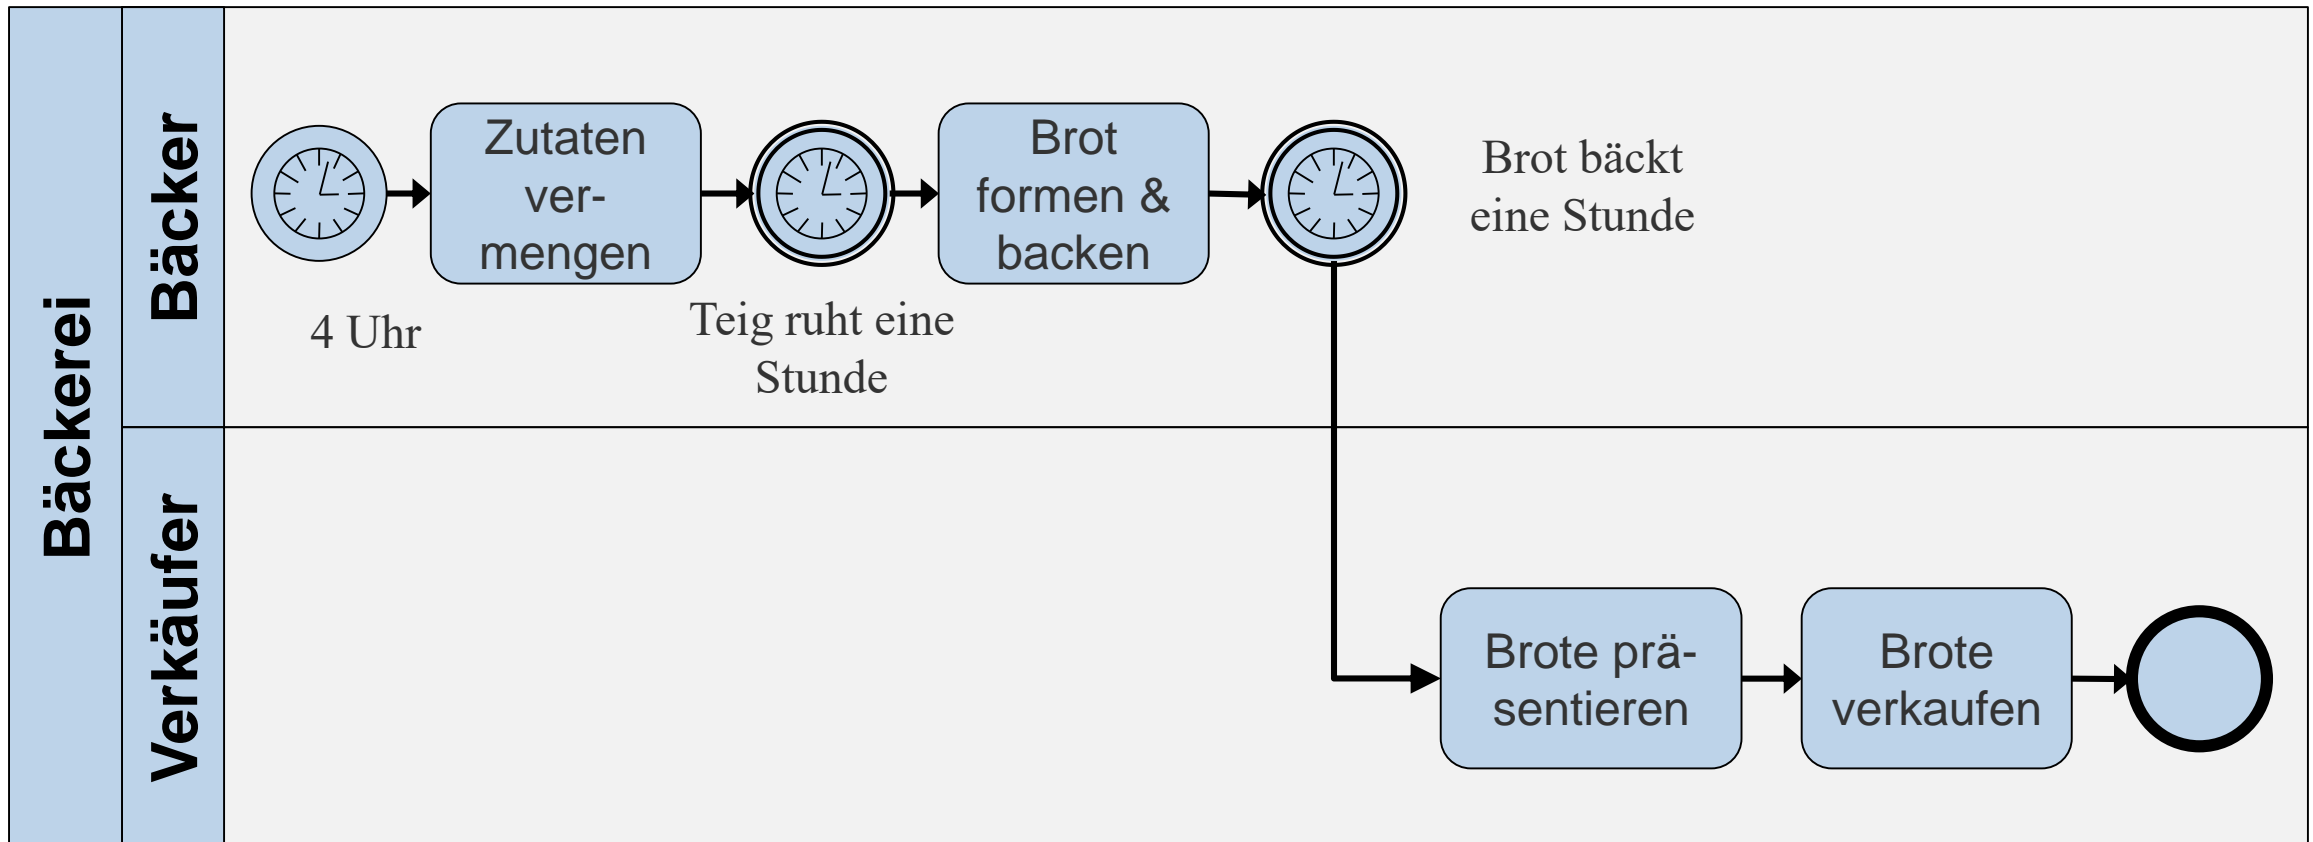 Bäckerei
Bäcker
Zutaten
ver-
mengen
Brot
formen &
backen
Brot bäckt
eine Stunde
4 Uhr
Teig ruht eine
Stunde
Verkäufer
Brote prä-
sentieren
Brote
verkaufen